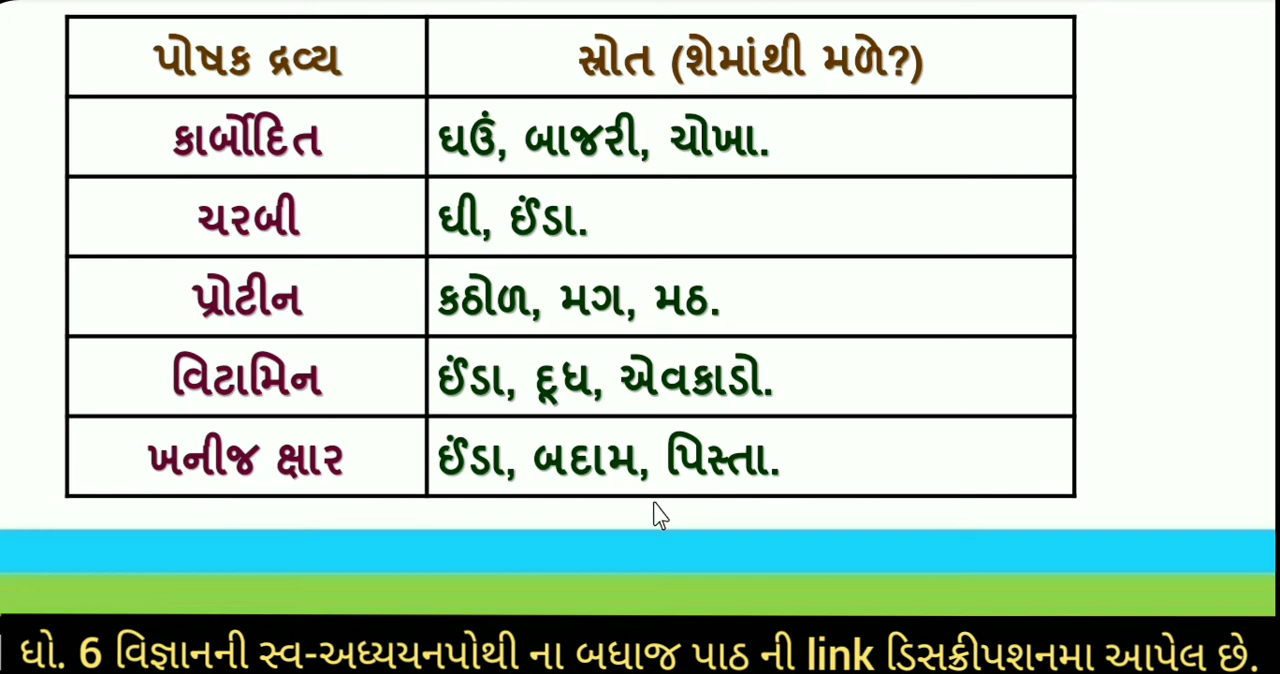 પોષક દ્રવ્ય સ્રોત (શેમાંથી મળે?)
કાર્બોદિત ઘઉં, બાજરી, ચોખા.
ચરબી ઘી, ઈંડા.
પ્રોટીન કઠોળ, મગ, મઠ.
વિટામિન ઈંડા, દૂધ, એવકાડો.
ખનીજ ક્ષાર ઈંડા, બદામ, પિસ્તા.
ધો. 6 વિજ્ઞાનની સ્વ-અધ્યયનપોથી ના બધાજ પાઠ ની link ડિસક્રીપશનમા આપેલ છે.